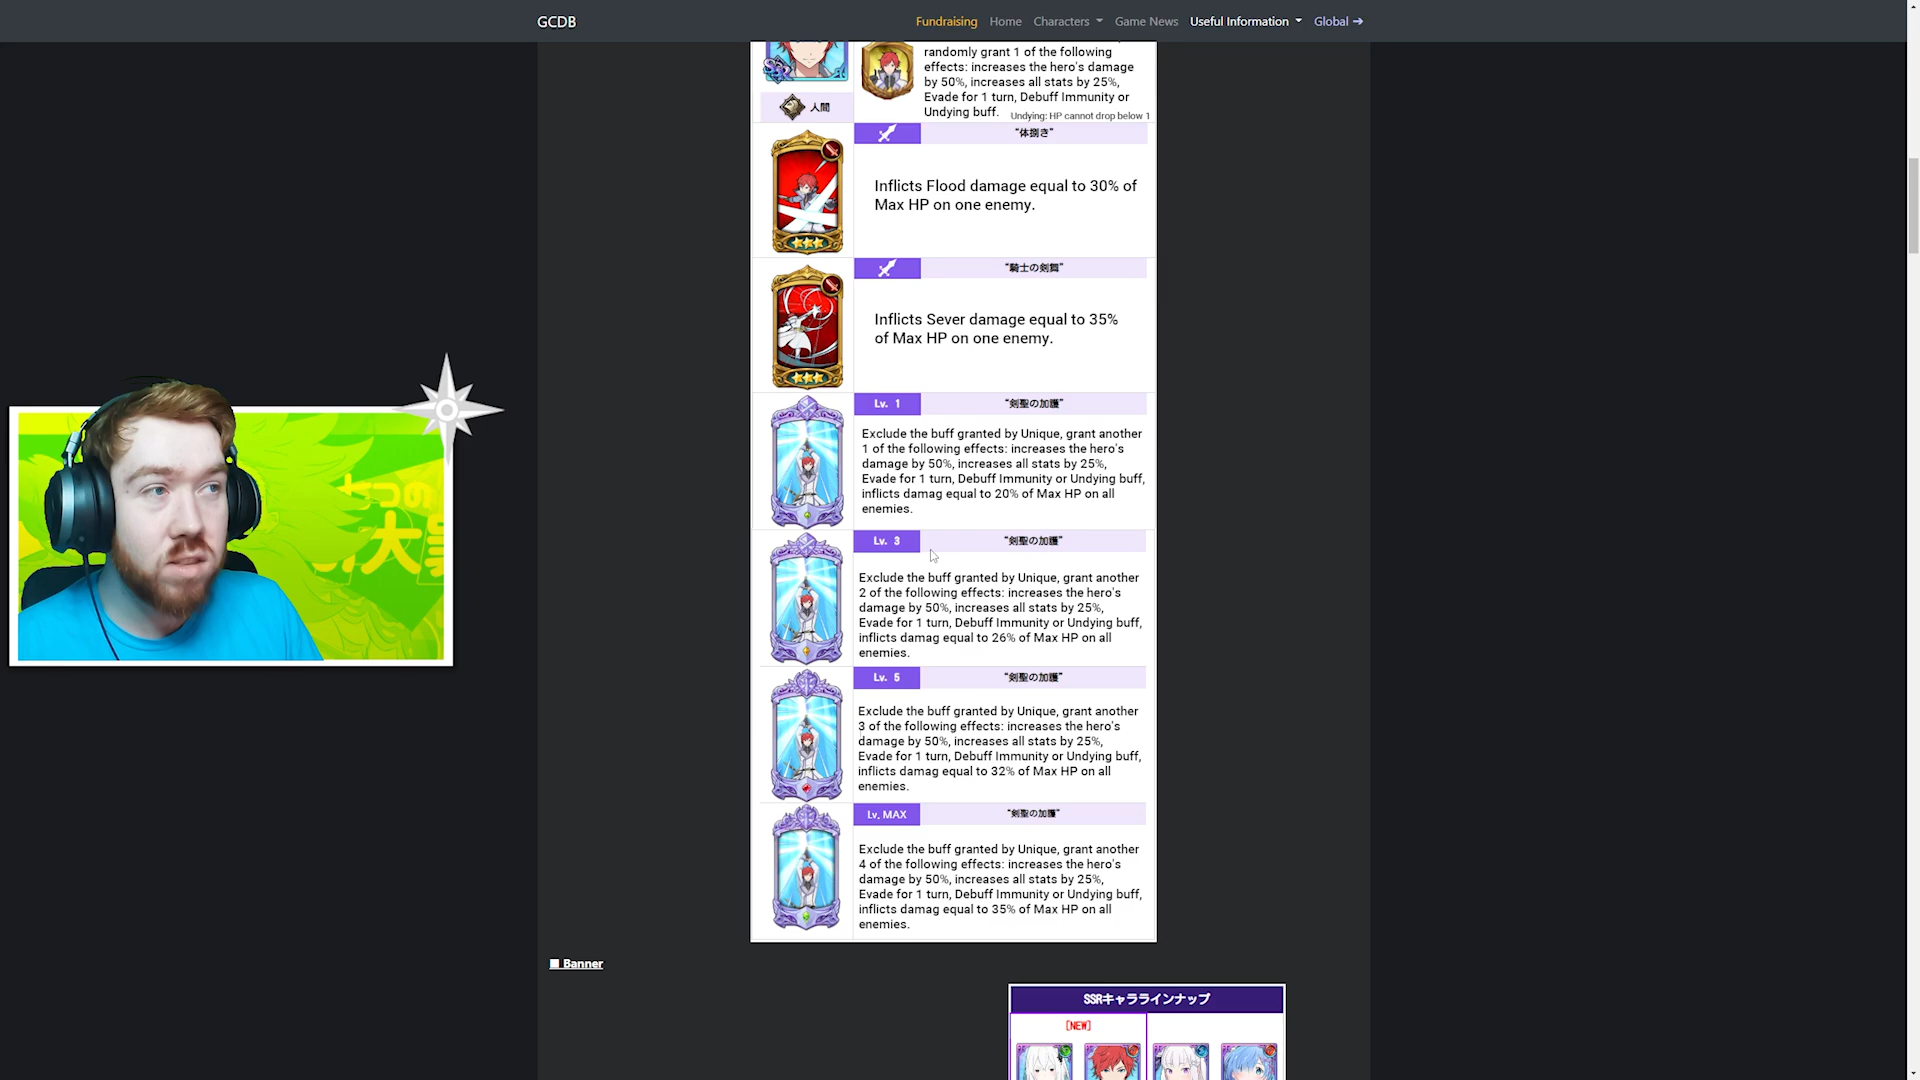 GCDB
Fundraising Home Characters Game News Useful Information Global
randomly grant 1 of the following
effects: increases the hero's damage
by 50%, increases all stats by 25%,
Evade for 1 turn, Debuff Immunity or
Undying buff. Undying: HP cannot drop below 1
人間
"体捌き"
Inflicts Flood damage equal to 30% of
Max HP on one enemy.
"騎士の剣舞"
Inflicts Sever damage equal to 35%
of Max HP on one enemy.
Lv. 1 "剣聖の加護"
Exclude the buff granted by Unique, grant another
1 of the following effects: increases the hero's
damage by 50%, increases all stats by 25%,
Evade for 1 turn, Debuff Immunity or Undying buff,
inflicts damag equal to 20% of Max HP on all
enemies.
Lv. 3 "剣聖の加護"
Exclude the buff granted by Unique, grant another
2 of the following effects: increases the hero's
damage by 50%, increases all stats by 25%,
Evade for 1 turn, Debuff Immunity or Undying buff,
inflicts damag equal to 26% of Max HP on all
enemies.
Lv. 5 "剣聖の加護"
Exclude the buff granted by Unique, grant another
3 of the following effects: increases the hero's
damage by 50%, increases all stats by 25%,
Evade for 1 turn, Debuff Immunity or Undying buff,
inflicts damag equal to 32% of Max HP on all
enemies.
Lv. MAX "剣聖の加護"
Exclude the buff granted by Unique, grant another
4 of the following effects: increases the hero's
damage by 50%, increases all stats by 25%,
Evade for 1 turn, Debuff Immunity or Undying buff,
inflicts damag equal to 35% of Max HP on all
enemies.
Banner
SSRキャララインナップ
[NEW]